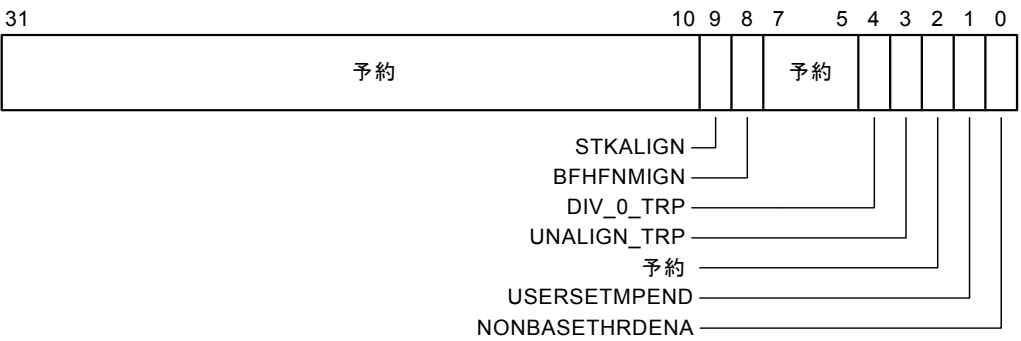 31 10 9 8 7 5 4 3 2 1 0
予約 予約
STKALIGN
BFHFNMIGN
DIV_0_TRP
UNALIGN_TRP
予約
USERSETMPEND
NONBASETHRDENA